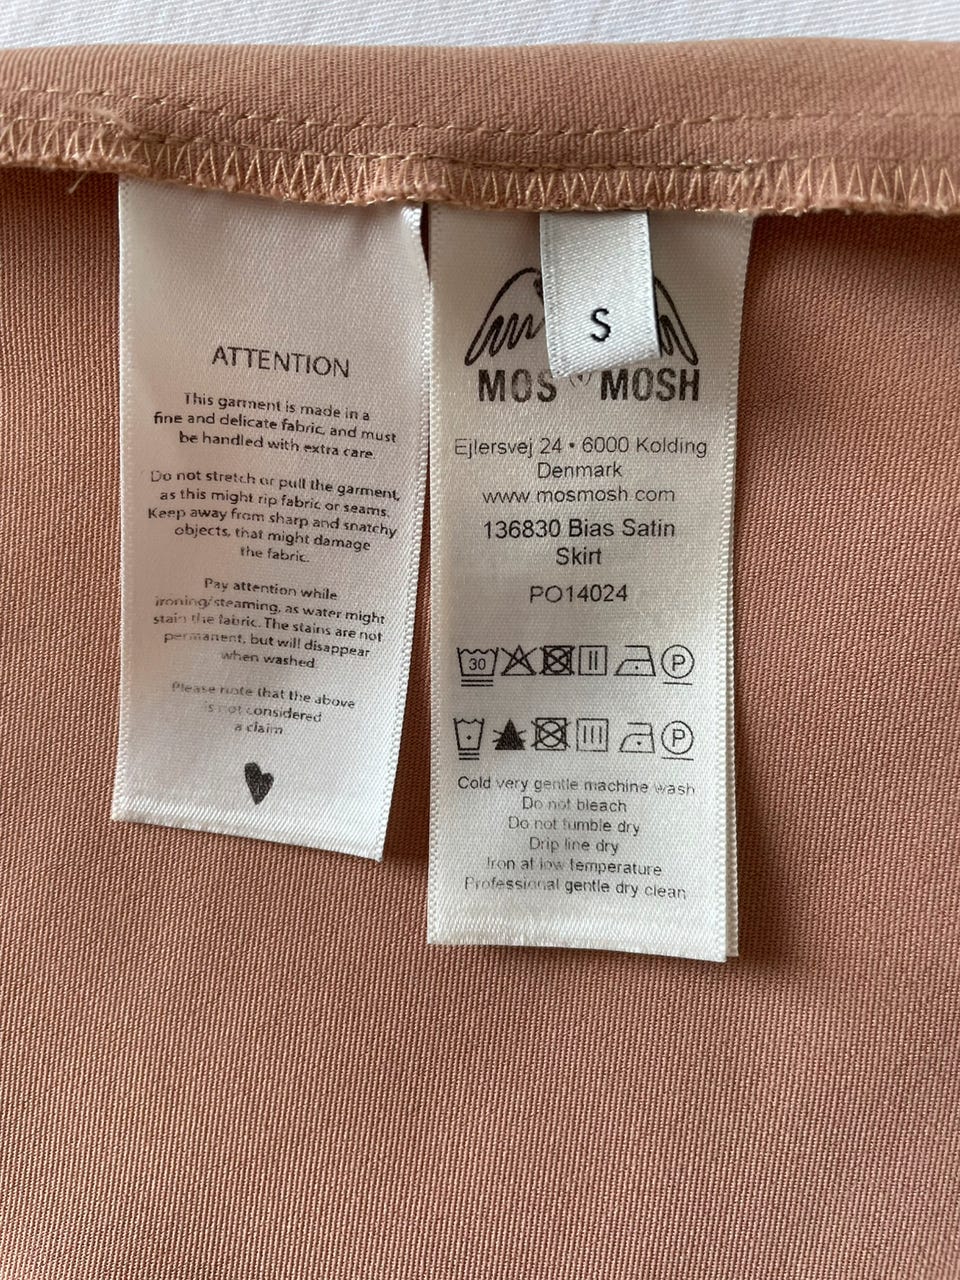 ATTENTION
This garment is made in a
fine and delicate fabric, and must
be handled with extra care.
Do not stretch or pull the garment,
as this might rip fabric or seams.
Keep away from sharp and snatchy
objects, that might damage
the fabric.
Pay attention while
ironing/steaming, as water might
stain the fabric. The stains are not
permanent, but will disappear
when washed
Please note that the above
is not considered
a claim
S
MOS MOSH
Ejlersvej 24 • 6000 Kolding
Denmark
www.mosmosh.com
136830 Bias Satin
Skirt
PO14024
30 P
P
Cold very gentle machine wash
Do not bleach
Do not tumble dry
Drip line dry
Iron at low temperature
Professional gentle dry clean